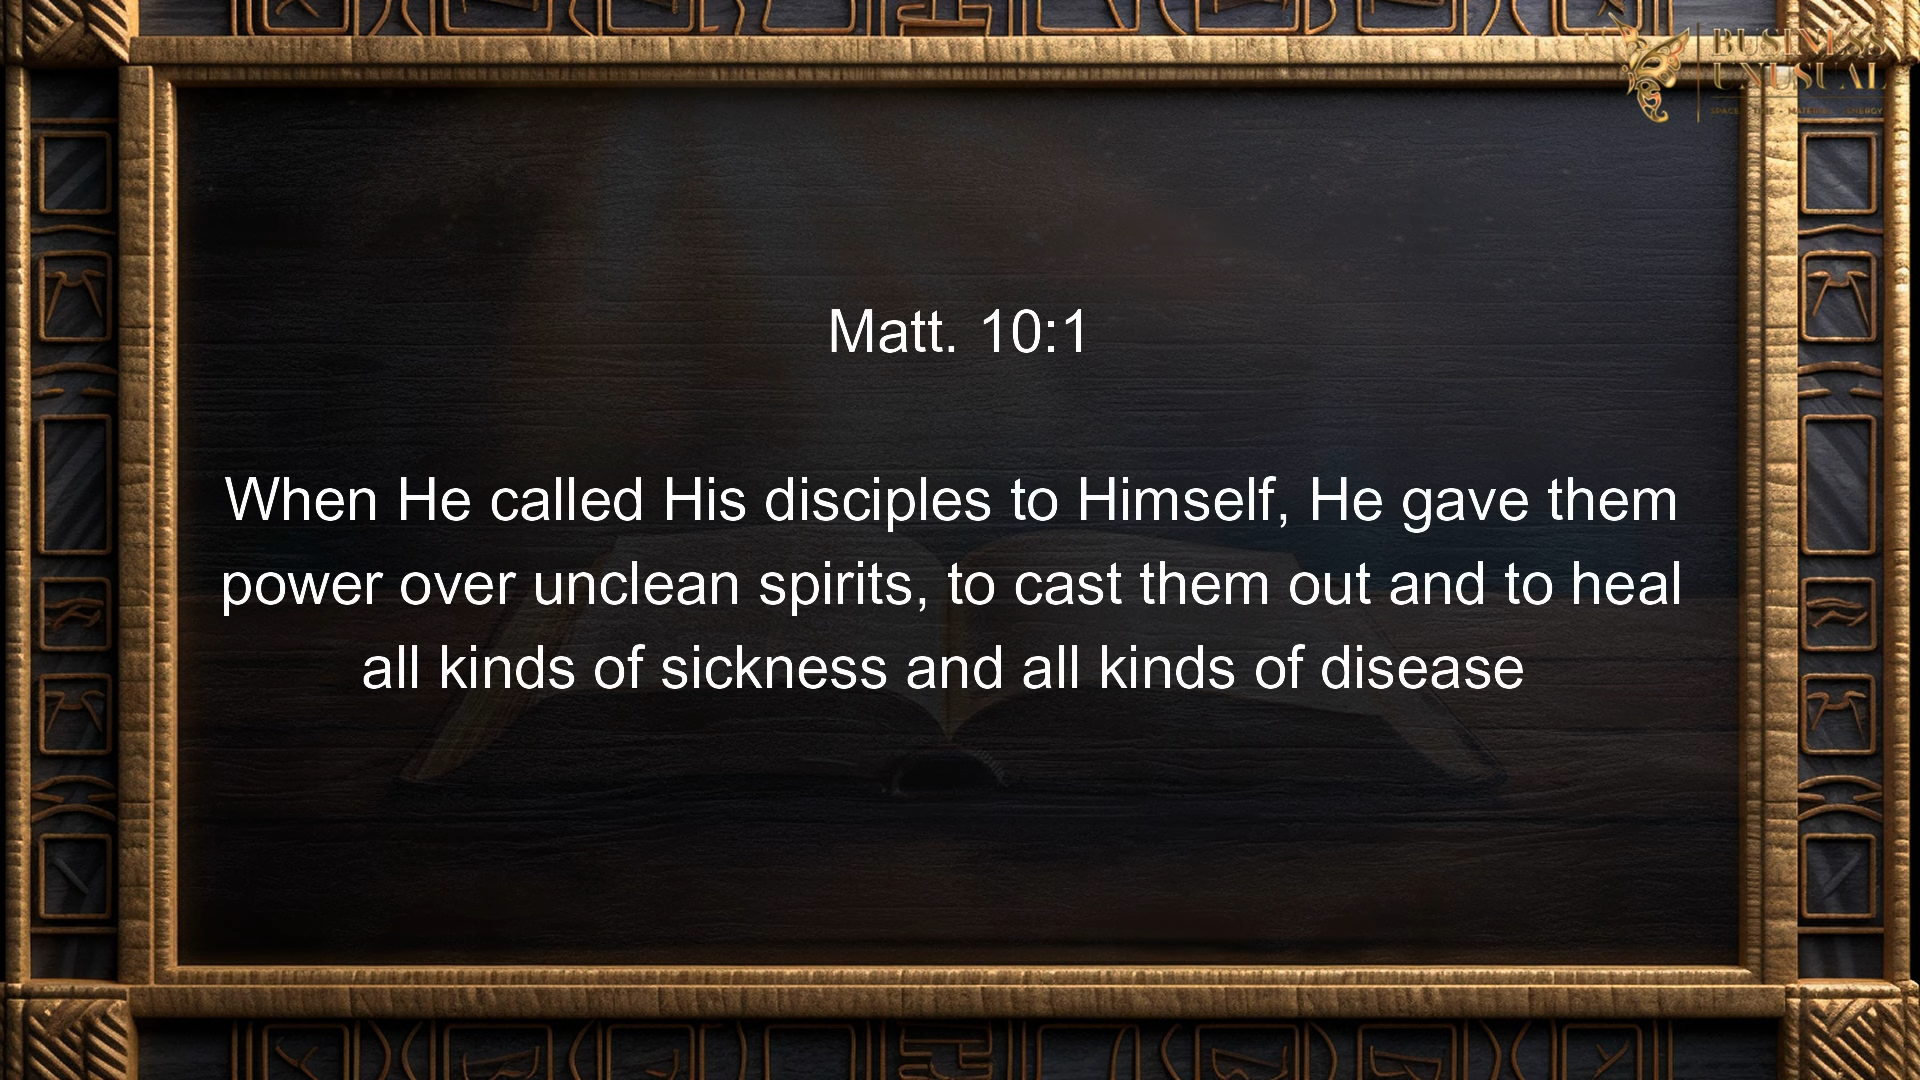 BUSINESS
UNUSUAL
Matt. 10:1
When He called His disciples to Himself, He gave them
power over unclean spirits, to cast them out and to heal
all kinds of sickness and all kinds of disease